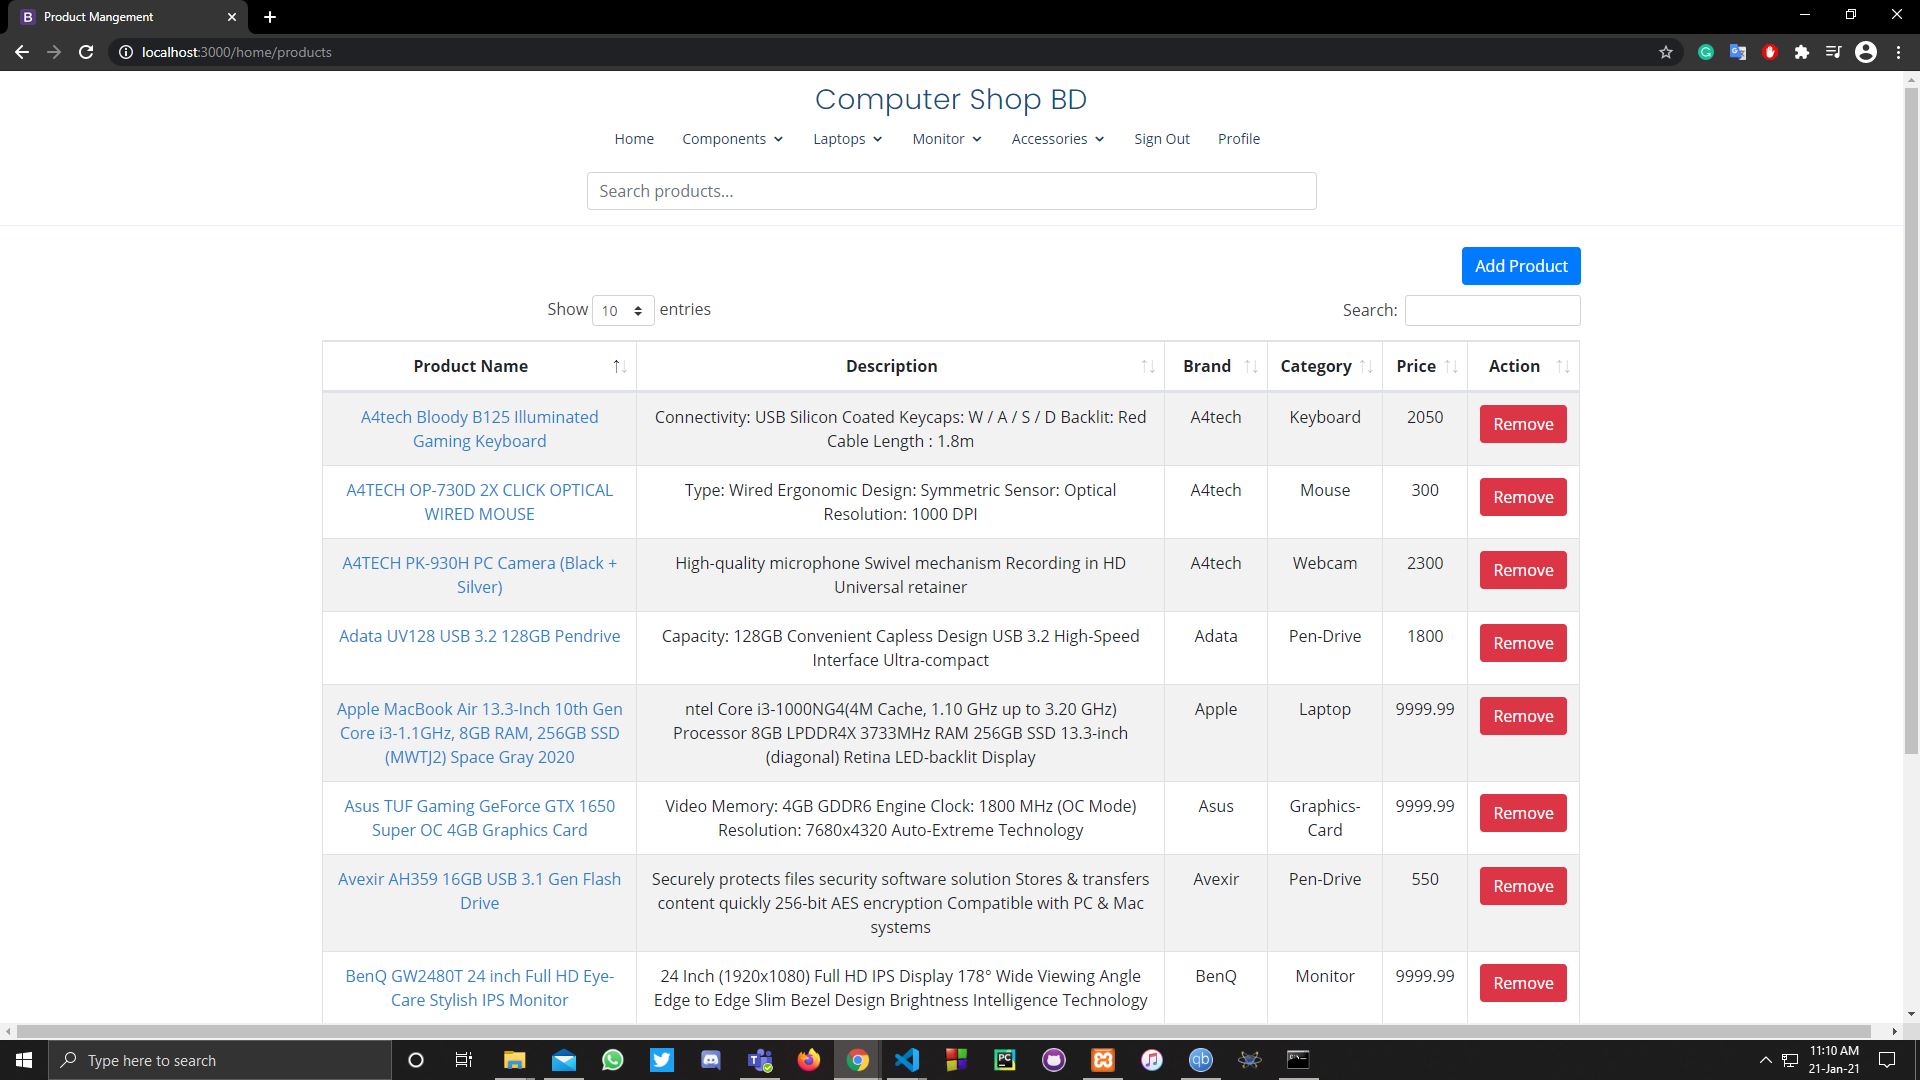 Product Mangement
localhost:3000/home/products
Computer Shop BD
Home Components Laptops Monitor Accessories Sign Out Profile
Search products...
Add Product
Show 10 entries Search:
Product Name Description Brand Category Price Action
A4tech Bloody B125 Illuminated Connectivity: USB Silicon Coated Keycaps: W / A / S / D Backlit: Red A4tech Keyboard 2050 Remove
Gaming Keyboard Cable Length : 1.8m
A4TECH OP-730D 2X CLICK OPTICAL Type: Wired Ergonomic Design: Symmetric Sensor: Optical A4tech Mouse 300 Remove
WIRED MOUSE Resolution: 1000 DPI
A4TECH PK-930H PC Camera (Black + High-quality microphone Swivel mechanism Recording in HD A4tech Webcam 2300 Remove
Silver) Universal retainer
Adata UV128 USB 3.2 128GB Pendrive Capacity: 128GB Convenient Capless Design USB 3.2 High-Speed Adata Pen-Drive 1800 Remove
Interface Ultra-compact
Apple MacBook Air 13.3-Inch 10th Gen ntel Core i3-1000NG4(4M Cache, 1.10 GHz up to 3.20 GHz) Apple Laptop 9999.99 Remove
Core i3-1.1GHz, 8GB RAM, 256GB SSD Processor 8GB LPDDR4X 3733MHz RAM 256GB SSD 13.3-inch
(MWTJ2) Space Gray 2020 (diagonal) Retina LED-backlit Display
Asus TUF Gaming GeForce GTX 1650 Video Memory: 4GB GDDR6 Engine Clock: 1800 MHz (OC Mode) Asus Graphics- 9999.99 Remove
Super OC 4GB Graphics Card Resolution: 7680x4320 Auto-Extreme Technology Card
Avexir AH359 16GB USB 3.1 Gen Flash Securely protects files security software solution Stores & transfers Avexir Pen-Drive 550 Remove
Drive content quickly 256-bit AES encryption Compatible with PC & Mac
systems
BenQ GW2480T 24 inch Full HD Eye- 24 Inch (1920x1080) Full HD IPS Display 178° Wide Viewing Angle BenQ Monitor 9999.99 Remove
Care Stylish IPS Monitor Edge to Edge Slim Bezel Design Brightness Intelligence Technology
Type here to search
11:10 AM
21-Jan-21